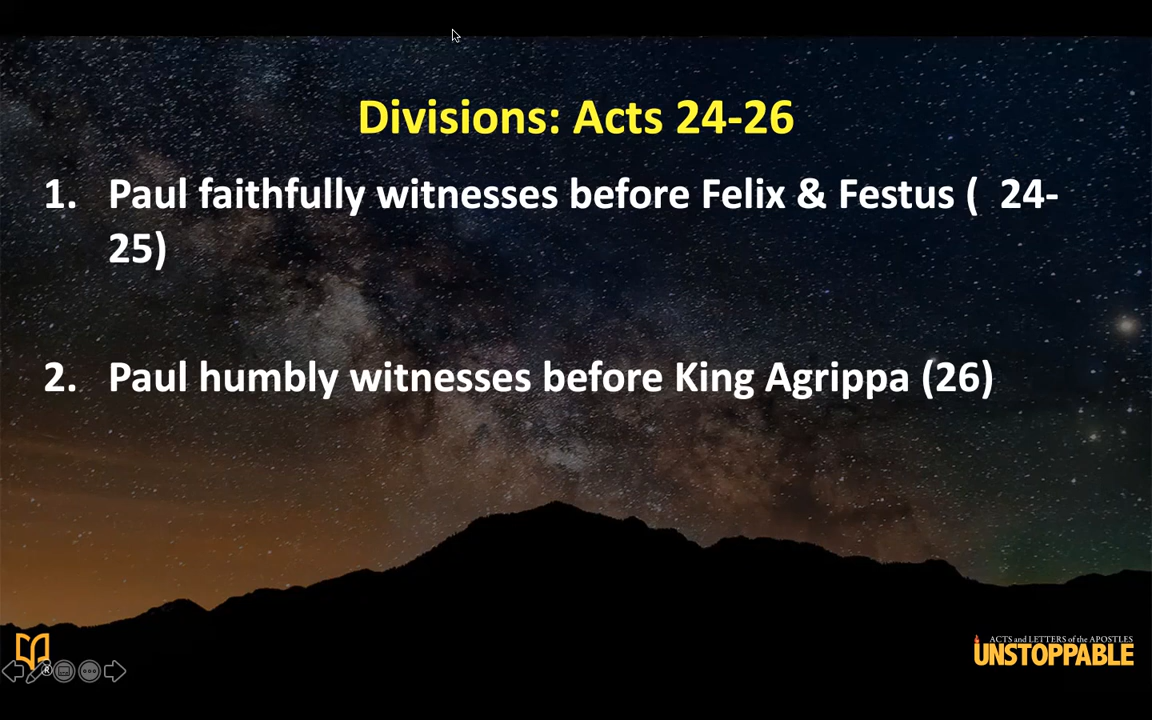 Divisions: Acts 24-26
1. Paul faithfully witnesses before Felix & Festus (  24-
25)
2. Paul humbly witnesses before King Agrippa (26)
®
ACTS and LETTERS of the APOSTLES
UNSTOPPABLE